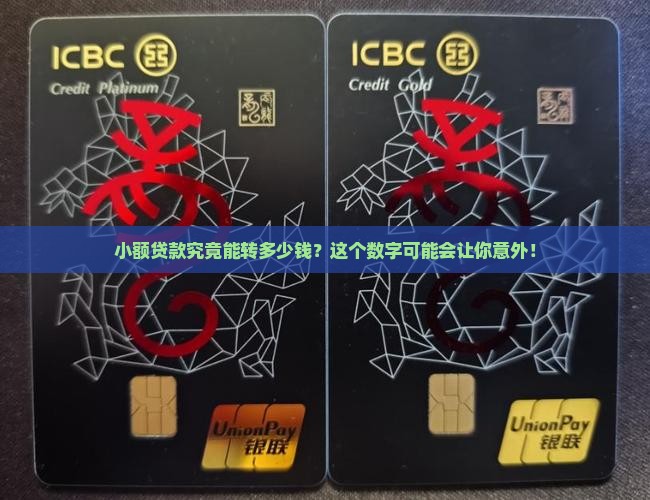 ICBC
Credit Platinum
ICBC
Credit Gold
小额贷款究竟能转多少钱？这个数字可能会让你意外！
UnionPay
银联
UnionPay
银联